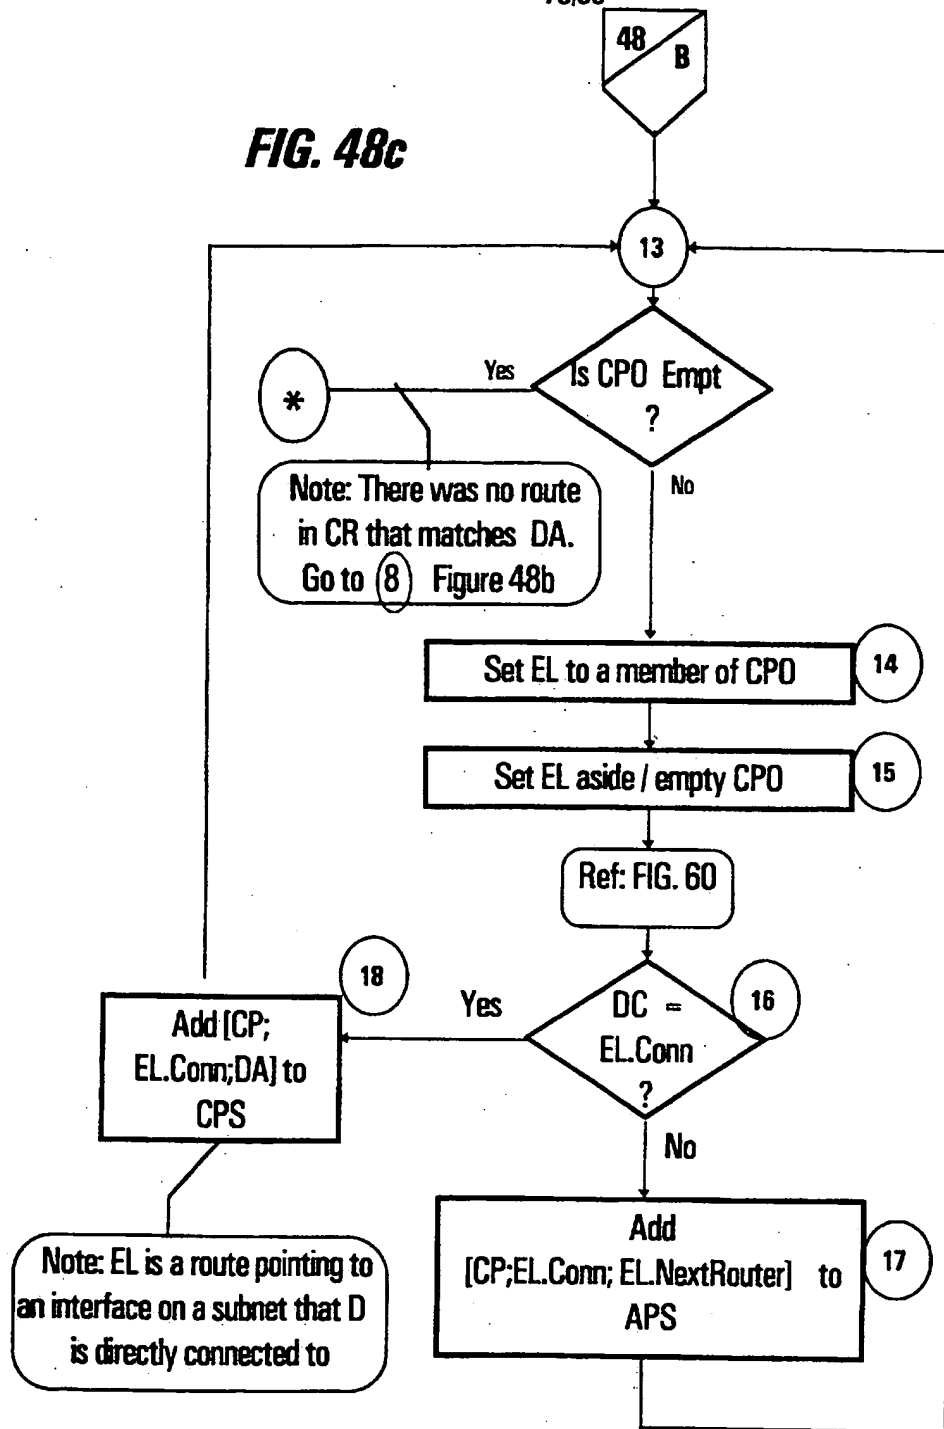 48
B
FIG. 48c
13
Yes
Is CPO Empt
?
*
No
Note: There was no route
in CR that matches DA.
Go to 8 Figure 48b
Set EL to a member of CPO
14
Set EL aside / empty CPO
15
Ref: FIG. 60
18
Yes
DC =
EL.Conn
?
16
Add [CP;
EL.Conn;DA] to
CPS
No
Add
[CP;EL.Conn; EL.NextRouter] to
APS
17
Note: EL is a route pointing to
an interface on a subnet that D
is directly connected to